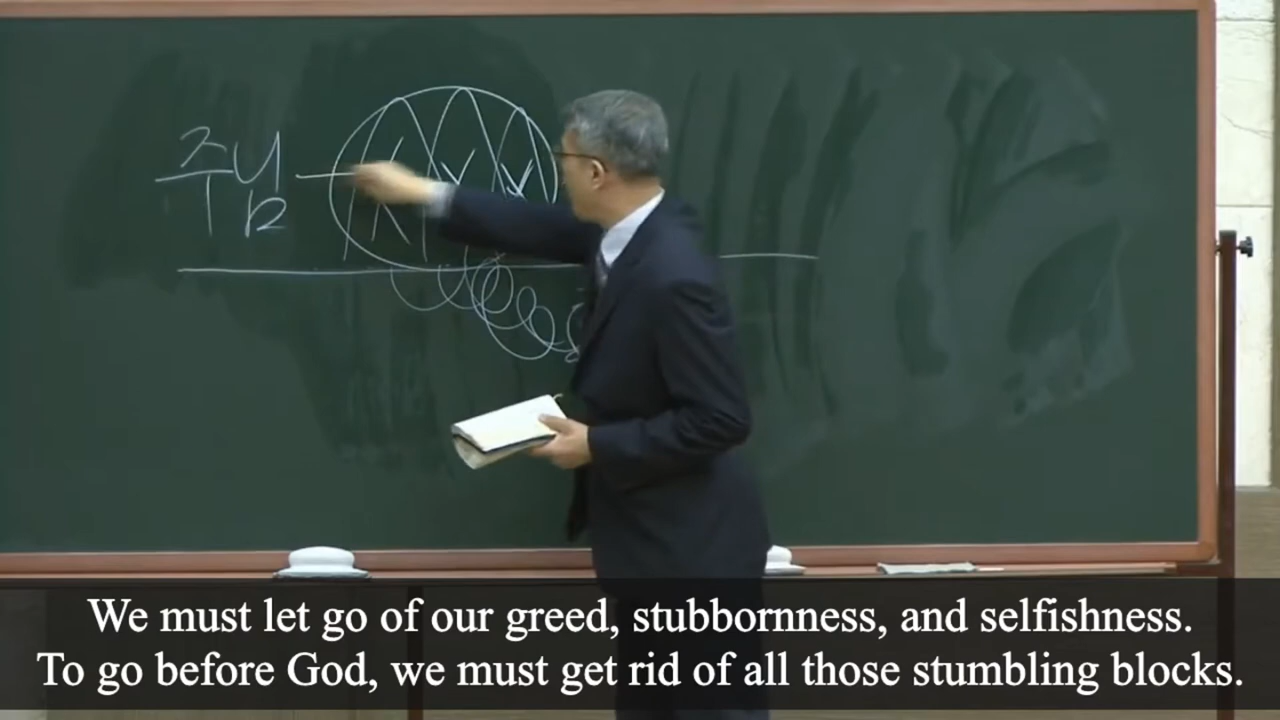 주님
We must let go of our greed, stubbornness, and selfishness.
To go before God, we must get rid of all those stumbling blocks.